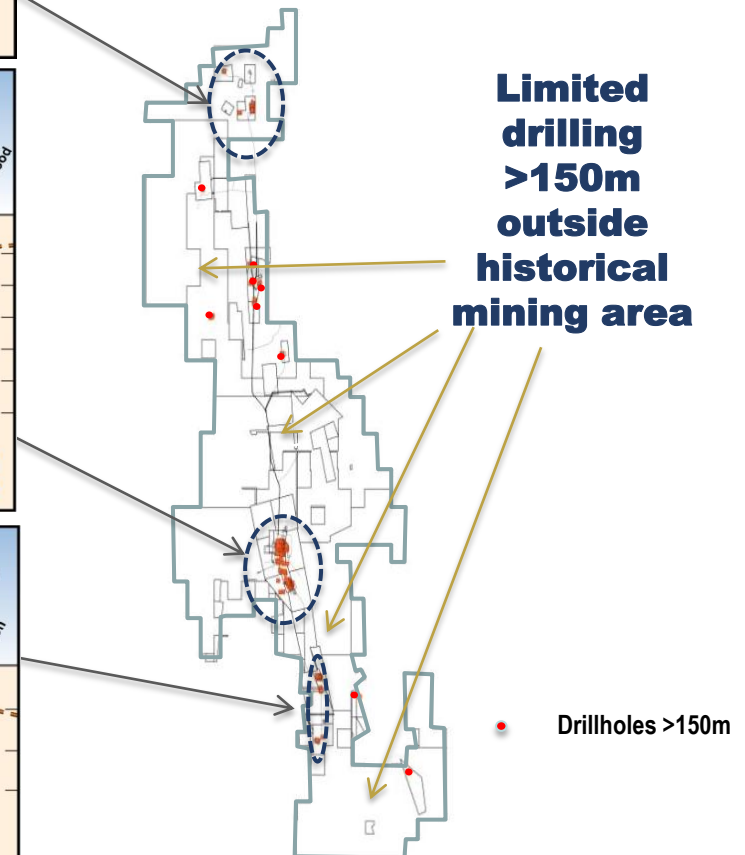 Limited
drilling
>150m
outside
historical
mining area
Drillholes >150m